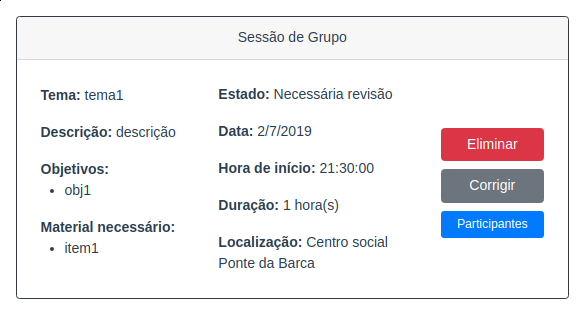 Sessão de Grupo
Tema: tema1
Descrição: descrição
Objetivos:
obj1
Material necessário:
item1
Estado: Necessária revisão
Data: 2/7/2019
Hora de início: 21:30:00
Duração: 1 hora(s)
Localização: Centro social
Ponte da Barca
Eliminar
Corrigir
Participantes